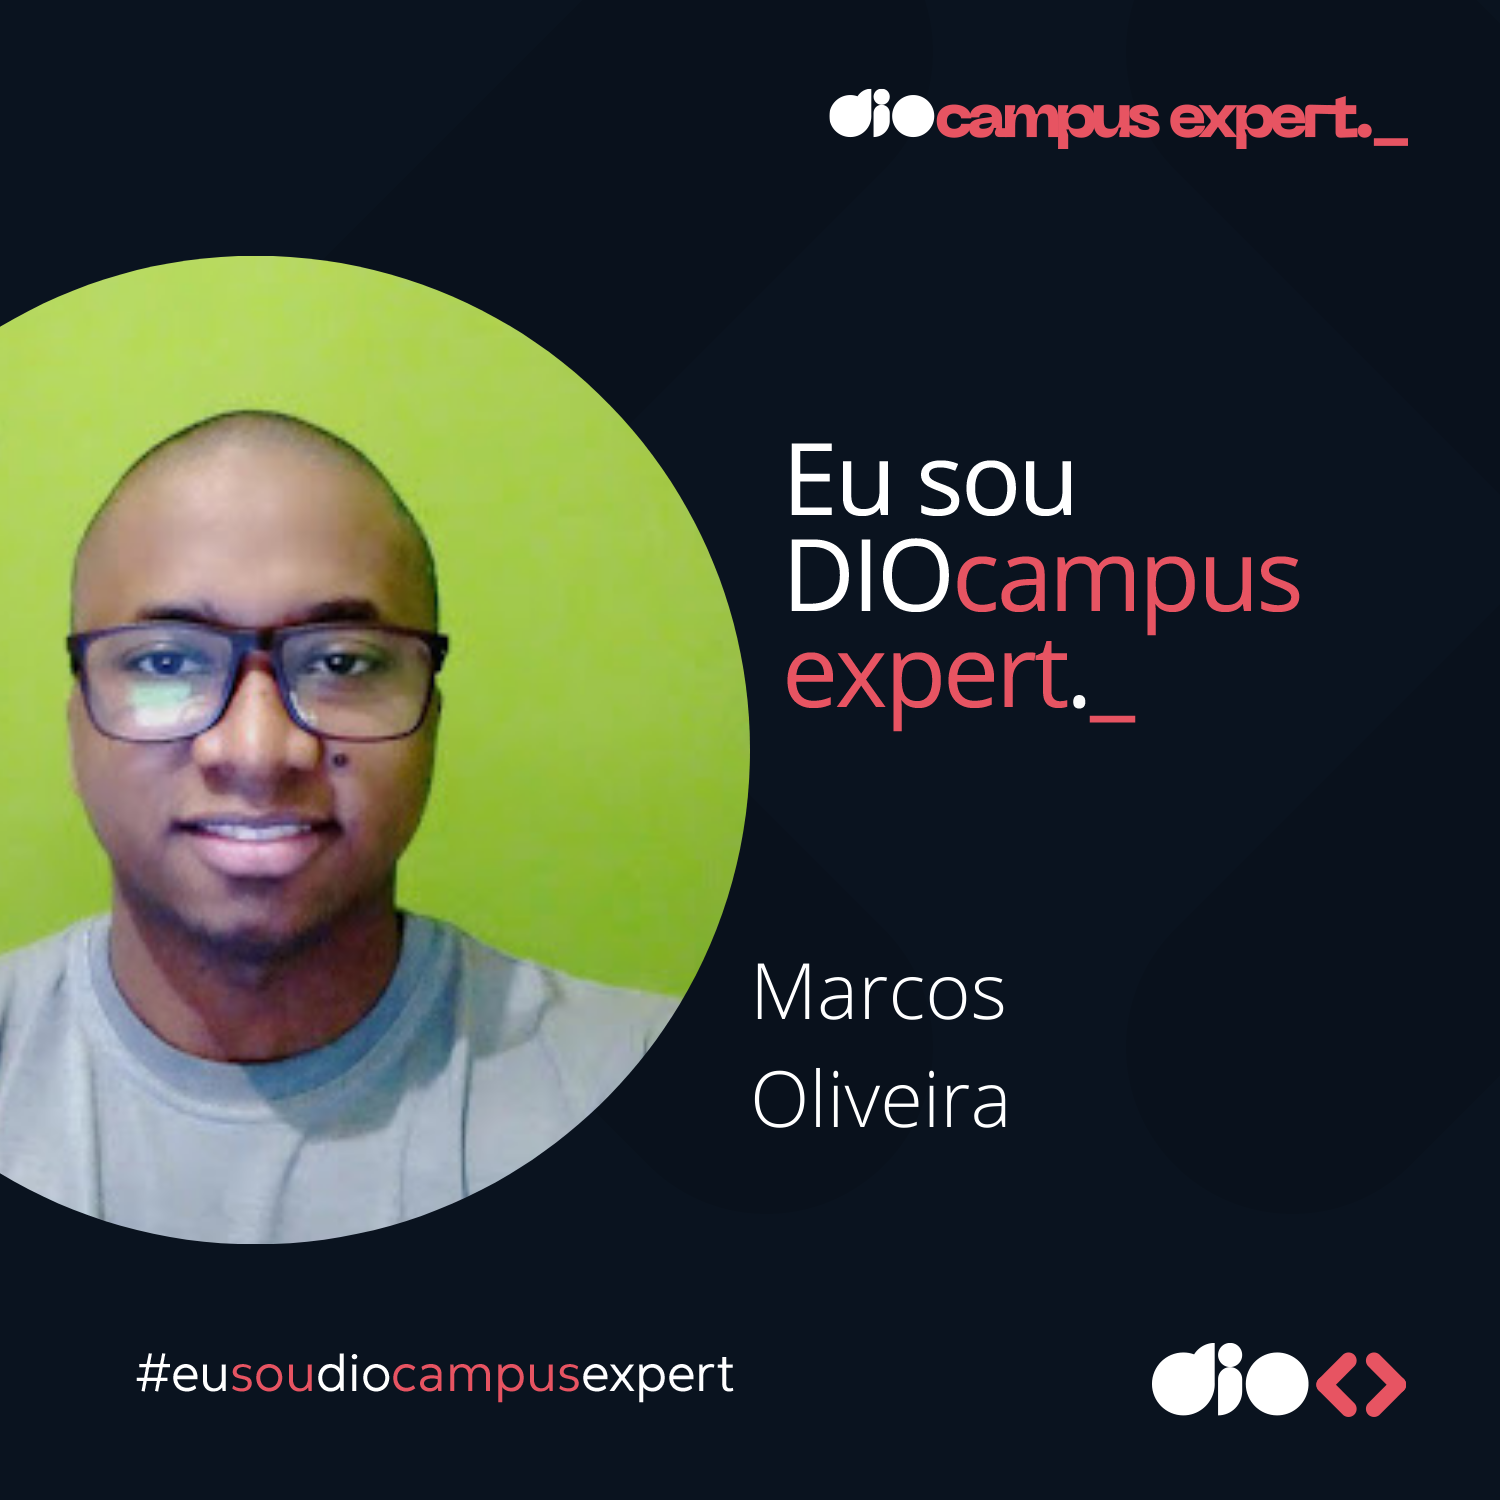 diocampus expert._
Eu sou
DIOcampus
expert._
Marcos
Oliveira
#eusoudiocampusexpert
dio<>